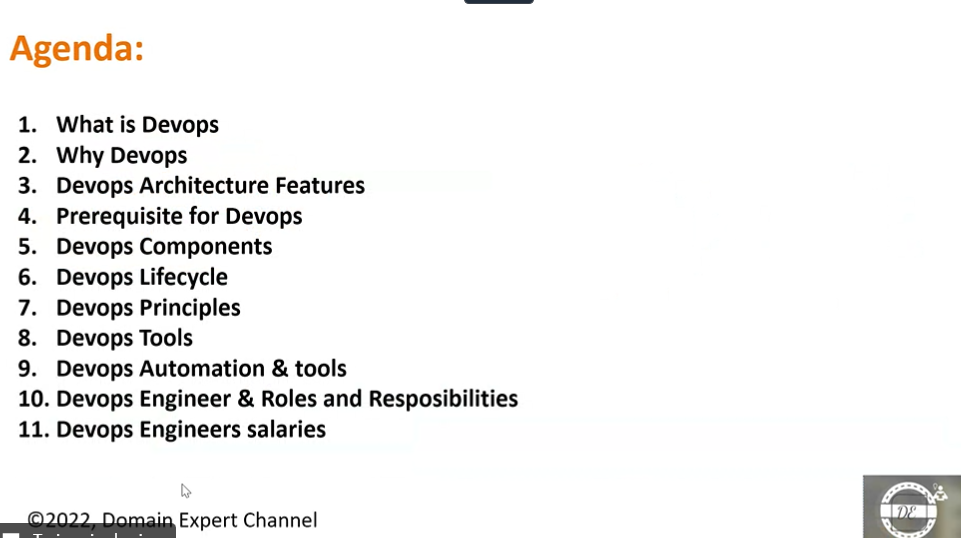 Agenda:
1. What is Devops
2. Why Devops
3. Devops Architecture Features
4. Prerequisite for Devops
5. Devops Components
6. Devops Lifecycle
7. Devops Principles
8. Devops Tools
9. Devops Automation & tools
10. Devops Engineer & Roles and Resposibilities
11. Devops Engineers salaries
©2022, Domain Expert Channel
DE